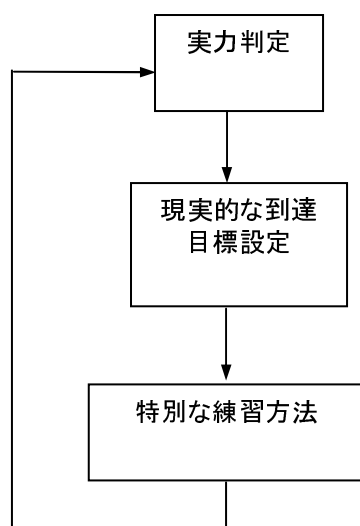 実力判定
現実的な到達
目標設定
特別な練習方法